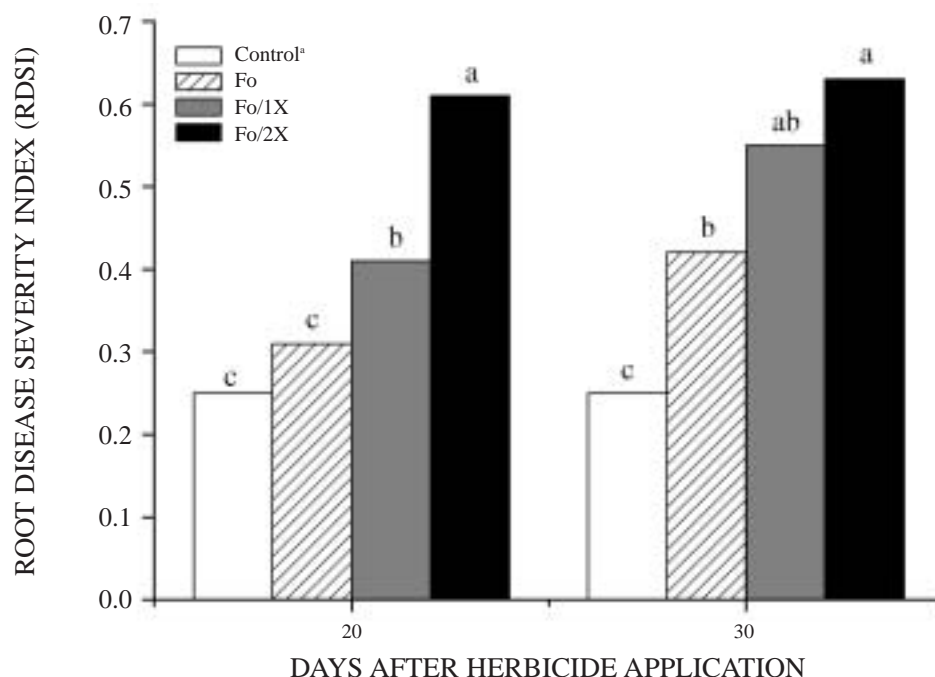 ROOT DISEASE SEVERITY INDEX (RDSI)
0.7
0.6
0.5
0.4
0.3
0.2
0.1
0.0
Controlª
Fo
Fo/1X
Fo/2X
c
c
b
a
c
b
ab
a
20
30
DAYS AFTER HERBICIDE APPLICATION